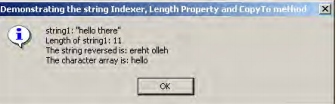 Demonstrating the string Indexer, Length Property and CopyTo method
string1: "hello there"
Length of string1: 11
The string reversed is: ereht olleh
The character array is: hello
OK